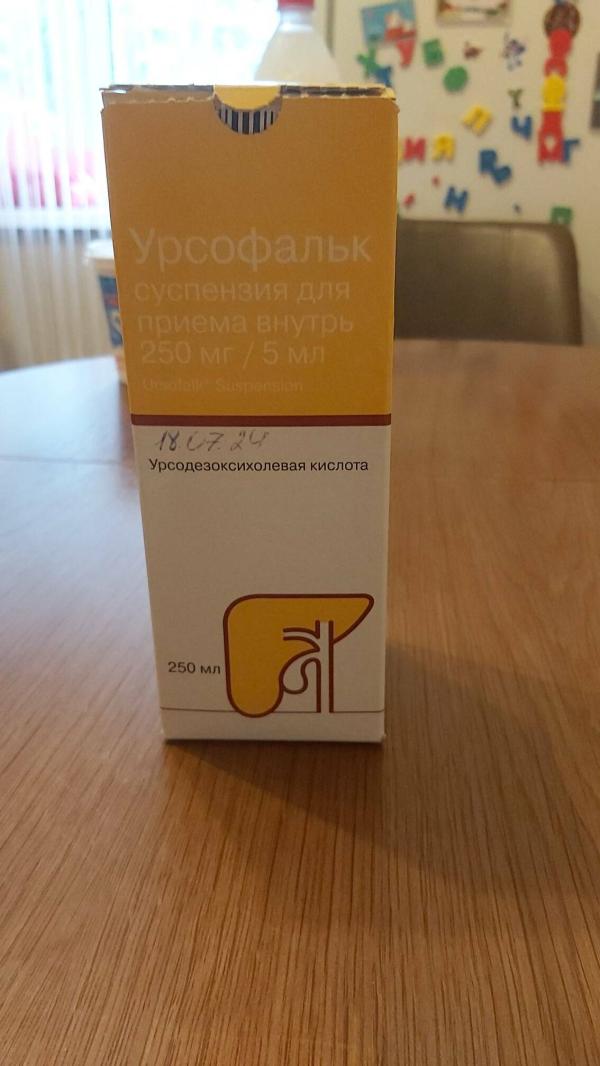 Урсофальк
суспензия для
приема внутрь
250 мг / 5 мл
Ursofalk® Suspension
18.07.24
Урсодезоксихолевая кислота
250 мл